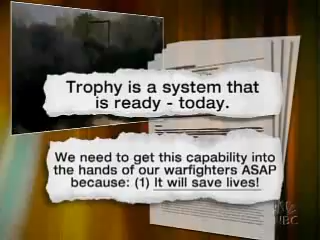 Trophy is a system that
is ready - today.
We need to get this capability into
the hands of our warfighters ASAP
because: (1) It will save lives!